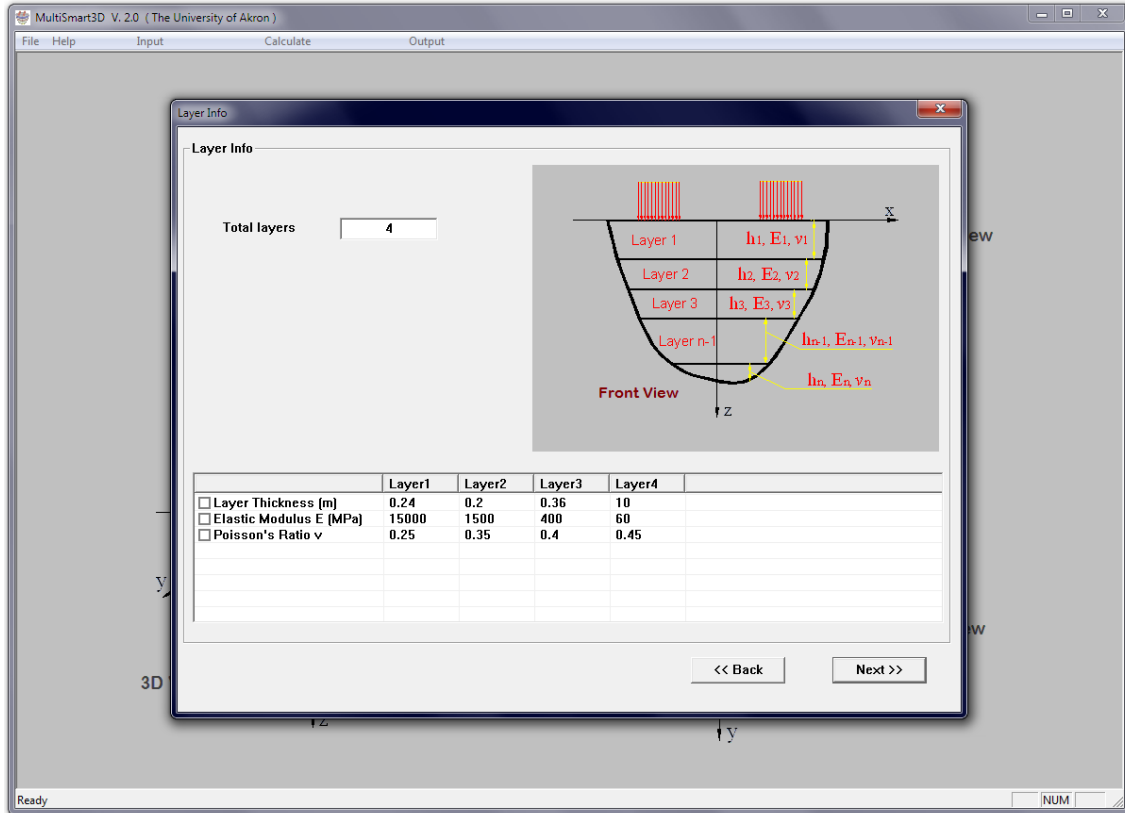 MultiSmart3D V. 2.0 ( The University of Akron )
File Help Input Calculate Output
Layer Info
Layer Info
Total layers 4
x
Layer 1 h1, E1, ν1
Layer 2 h2, E2, ν2
Layer 3 h3, E3, ν3
Layer n-1 hn-1, En-1, νn-1
hn, En, νn
Front View
z
ew
Layer1 Layer2 Layer3 Layer4
Layer Thickness (m) 0.24 0.2 0.36 10
Elastic Modulus E (MPa) 15000 1500 400 60
Poisson's Ratio ν 0.25 0.35 0.4 0.45
y
ew
<< Back Next >>
3D
z
y
Ready NUM